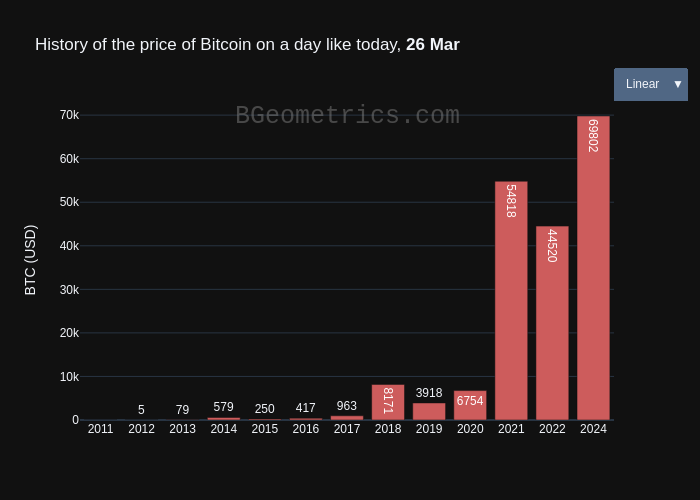 History of the price of Bitcoin on a day like today, 26 Mar
Linear ▼
BGeometrics.com
BTC (USD)
70k
60k
50k
40k
30k
20k
10k
0
5
79
579
250
417
963
8171
3918
6754
54818
44520
69802
2011 2012 2013 2014 2015 2016 2017 2018 2019 2020 2021 2022 2024